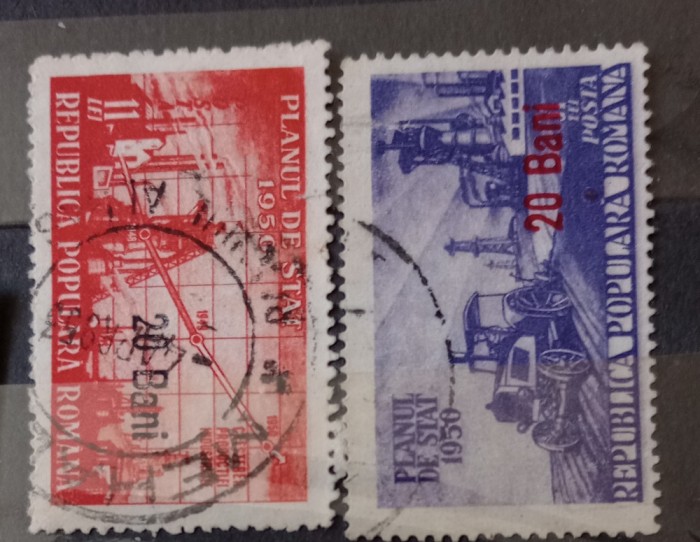 PLANUL DE STAT
1950
11
LEI
REPUBLICA POPULARA ROMANA
20 Bani
PLANUL
DE STAT
1950
20 Bani
LEI
POSTA
REPUBLICA POPULARA ROMANA